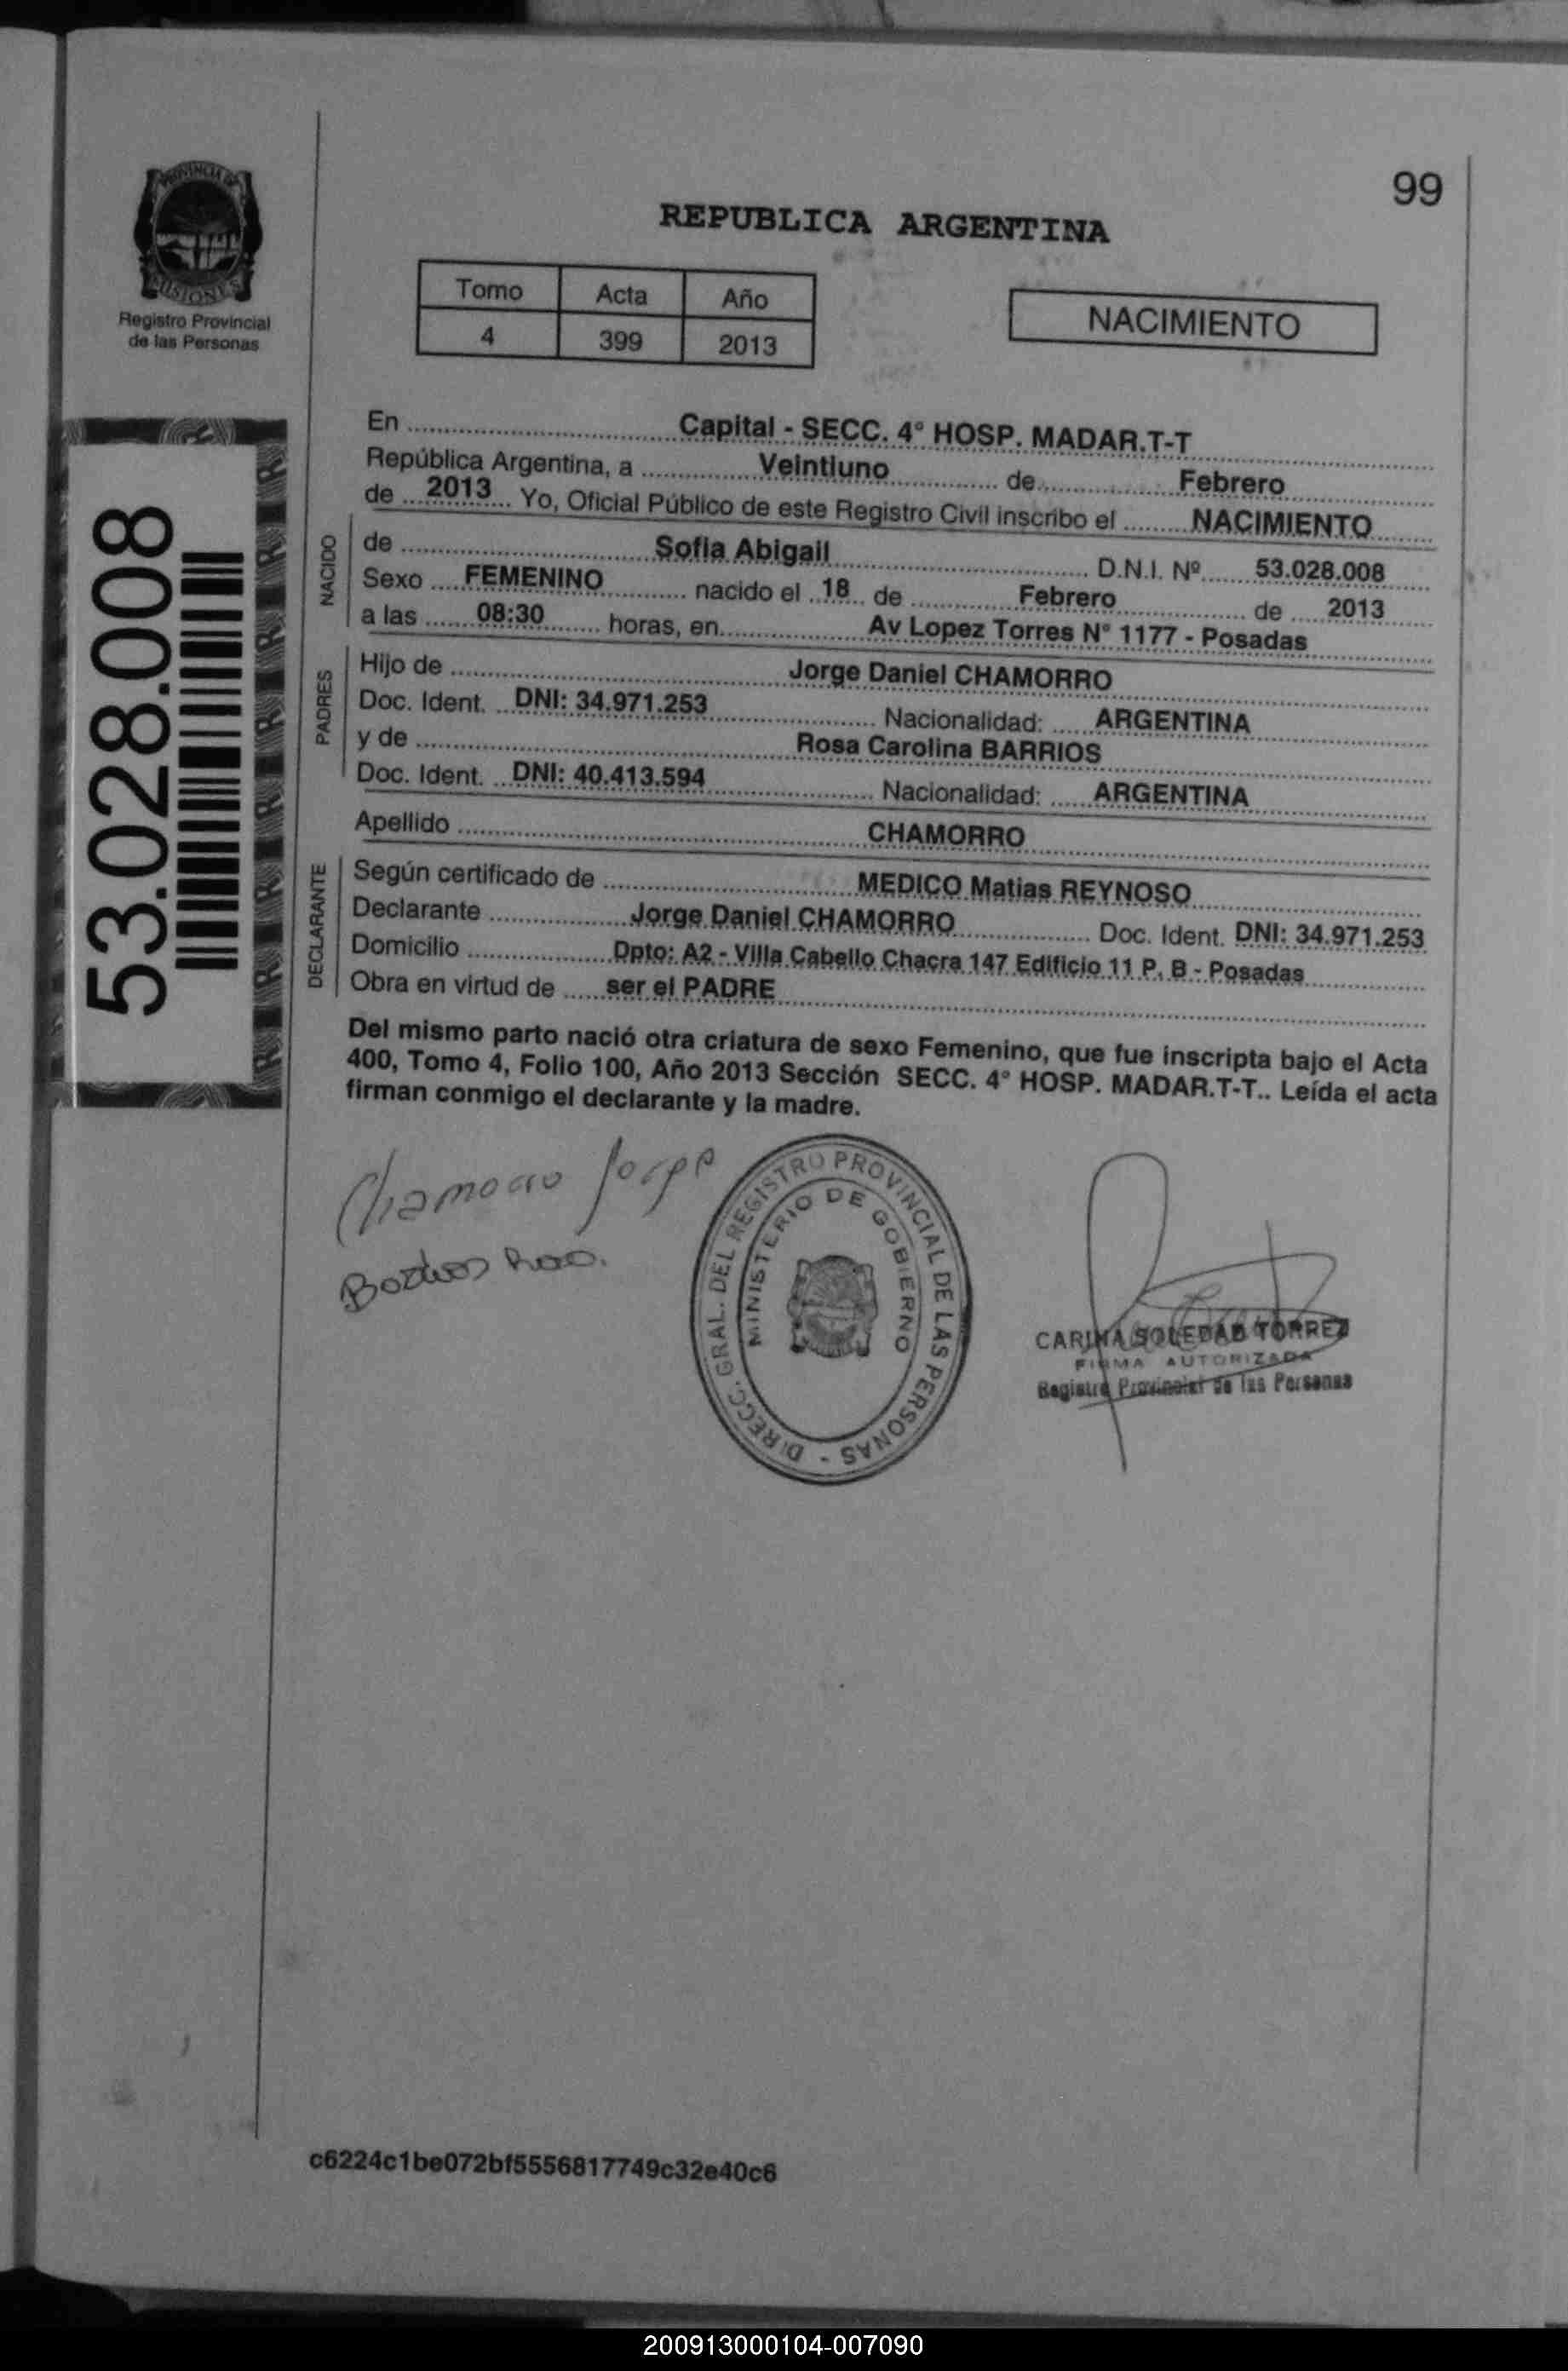 PROVINCIA DE
MISIONES
Registro Provincial
de las Personas
99
REPUBLICA ARGENTINA
Tomo Acta Año
4 399 2013
NACIMIENTO
53.028.008
En Capital - SECC. 4° HOSP. MADAR.T-T
República Argentina, a Veintiuno de Febrero
de 2013 Yo, Oficial Público de este Registro Civil inscribo el NACIMIENTO
NACIDO
de Sofia Abigail D.N.I. Nº 53.028.008
Sexo FEMENINO nacido el 18 de Febrero de 2013
a las 08:30 horas, en Av Lopez Torres N° 1177 - Posadas
PADRES
Hijo de Jorge Daniel CHAMORRO
Doc. Ident. DNI: 34.971.253 Nacionalidad: ARGENTINA
y de Rosa Carolina BARRIOS
Doc. Ident. DNI: 40.413.594 Nacionalidad: ARGENTINA
Apellido CHAMORRO
DECLARANTE
Según certificado de MEDICO Matias REYNOSO
Declarante Jorge Daniel CHAMORRO Doc. Ident. DNI: 34.971.253
Domicilio Dpto: A2 - Villa Cabello Chacra 147 Edificio 11 P. B - Posadas
Obra en virtud de ser el PADRE
Del mismo parto nació otra criatura de sexo Femenino, que fue inscripta bajo el Acta
400, Tomo 4, Folio 100, Año 2013 Sección SECC. 4° HOSP. MADAR.T-T.. Leída el acta
firman conmigo el declarante y la madre.
Chamorro Jorge
Barrios Rosa.
DIRECC. GRAL. DEL REGISTRO PROVINCIAL DE LAS PERSONAS -
MINISTERIO DE GOBIERNO
CARINA SOLEDAD TORREZ
FIRMA AUTORIZADA
Registro Provincial de las Personas
c6224c1be072bf5556817749c32e40c6
200913000104-007090